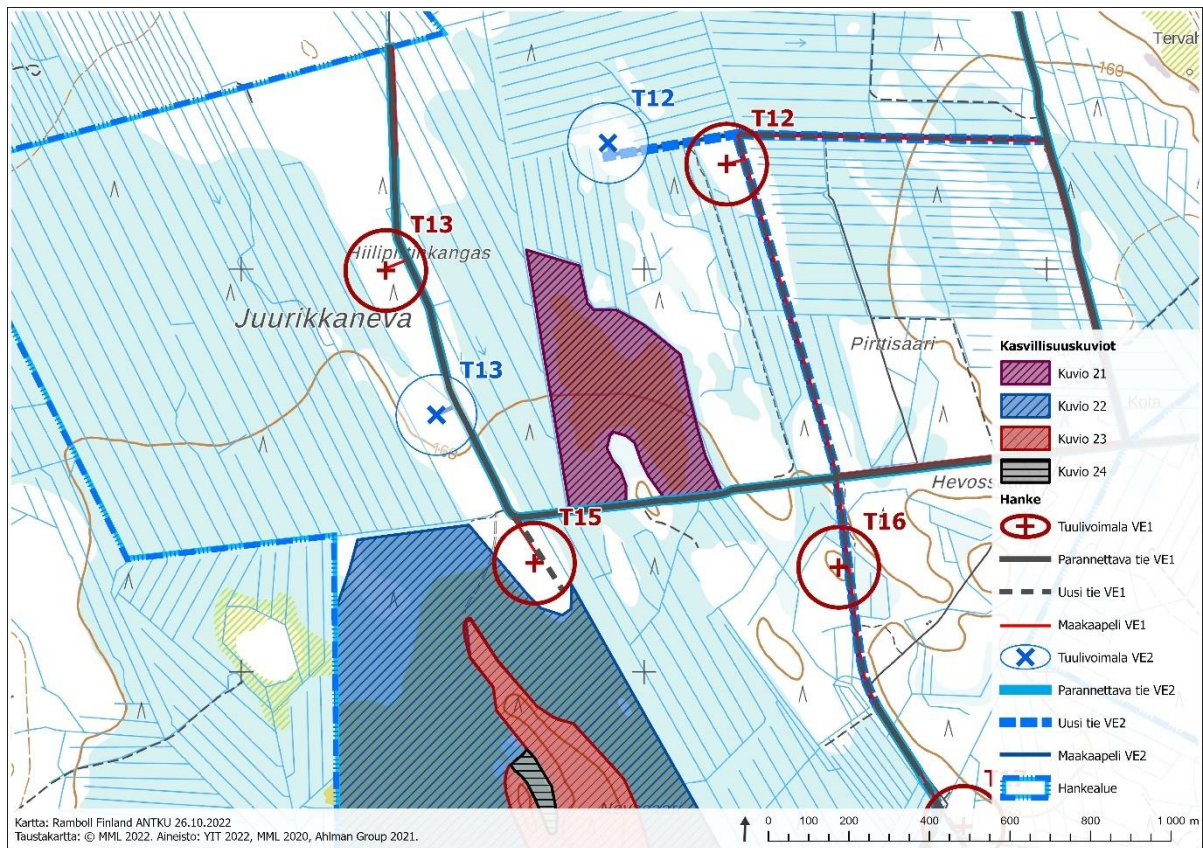 Terval
160
T12
T12
T13
Hiilipirtinkangas
Juurikkaneva
Pirttisaari
T13
160
Kota
Hevoss
T15
T16
Kasvillisuuskuviot
Kuvio 21
Kuvio 22
Kuvio 23
Kuvio 24
Hanke
Tuulivoimala VE1
Parannettava tie VE1
Uusi tie VE1
Maakaapeli VE1
Tuulivoimala VE2
Parannettava tie VE2
Uusi tie VE2
Maakaapeli VE2
Hankealue
Kartta: Ramboll Finland ANTKU 26.10.2022
Taustakartta: © MML 2022. Aineisto: YIT 2022, MML 2020, Ahlman Group 2021.
0 100 200 400 600 800 1 000 m